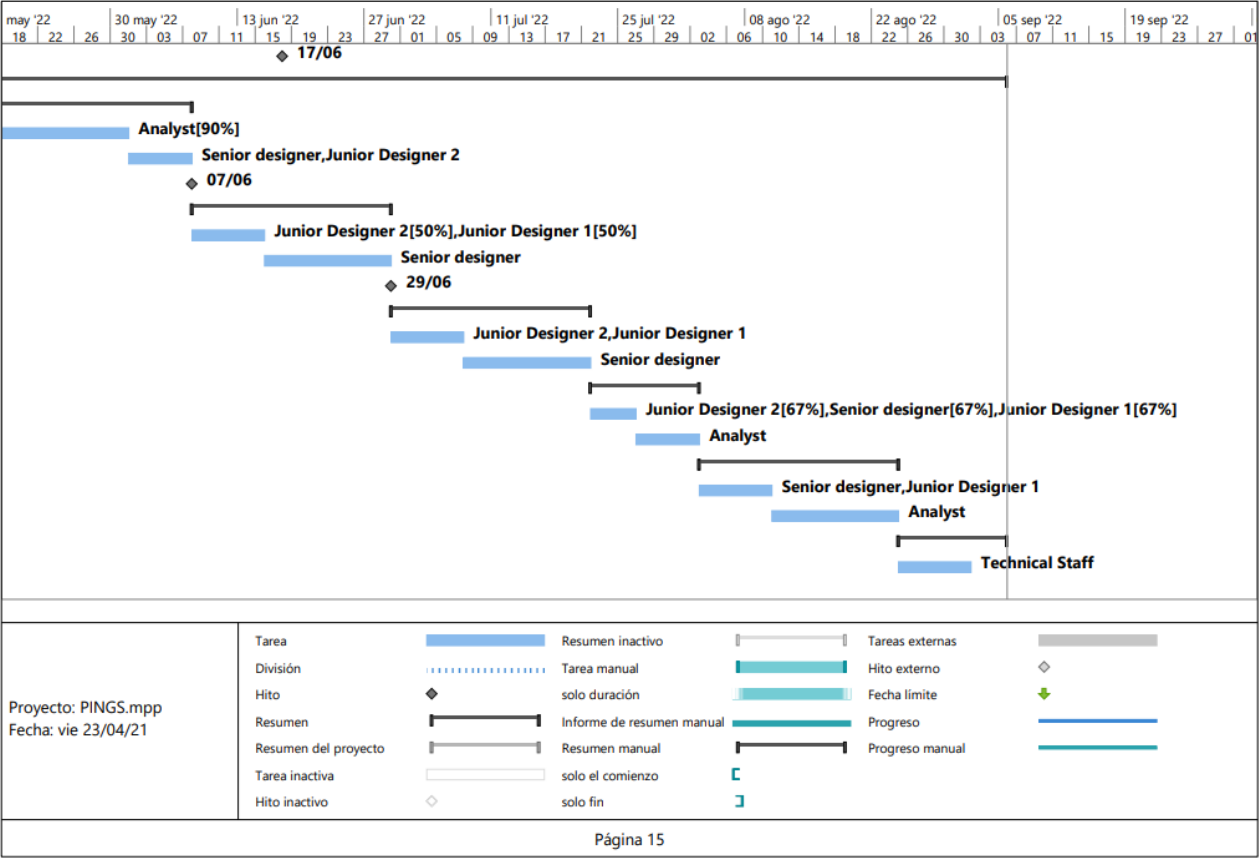 may '22 30 may '22 13 jun '22 27 jun '22 11 jul '22 25 jul '22 08 ago '22 22 ago '22 05 sep '22 19 sep '22
18 22 26 30 03 07 11 15 19 23 27 01 05 09 13 17 21 25 29 02 06 10 14 18 22 26 30 03 07 11 15 19 23 27 01
17/06
Analyst[90%]
Senior designer,Junior Designer 2
07/06
Junior Designer 2[50%],Junior Designer 1[50%]
Senior designer
29/06
Junior Designer 2,Junior Designer 1
Senior designer
Junior Designer 2[67%],Senior designer[67%],Junior Designer 1[67%]
Analyst
Senior designer,Junior Designer 1
Analyst
Technical Staff
Proyecto: PINGS.mpp
Fecha: vie 23/04/21
Tarea
División
Hito
Resumen
Resumen del proyecto
Tarea inactiva
Hito inactivo
Resumen inactivo
Tarea manual
solo duración
Informe de resumen manual
Resumen manual
solo el comienzo
solo fin
Tareas externas
Hito externo
Fecha límite
Progreso
Progreso manual
Página 15